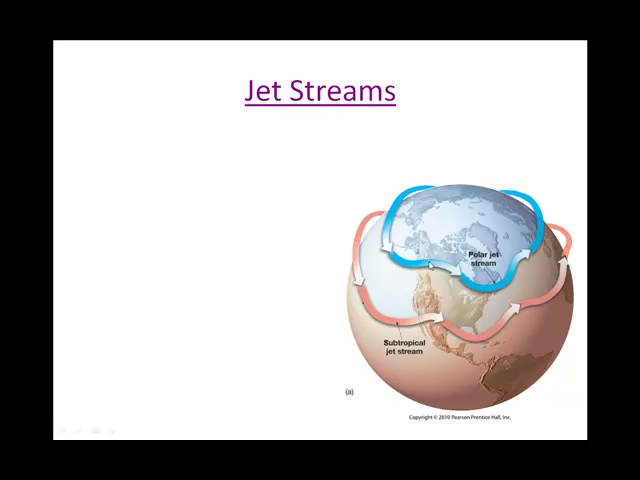 Jet Streams
Polar jet
stream
Subtropical
jet stream
(a)
Copyright © 2010 Pearson Prentice Hall, Inc.